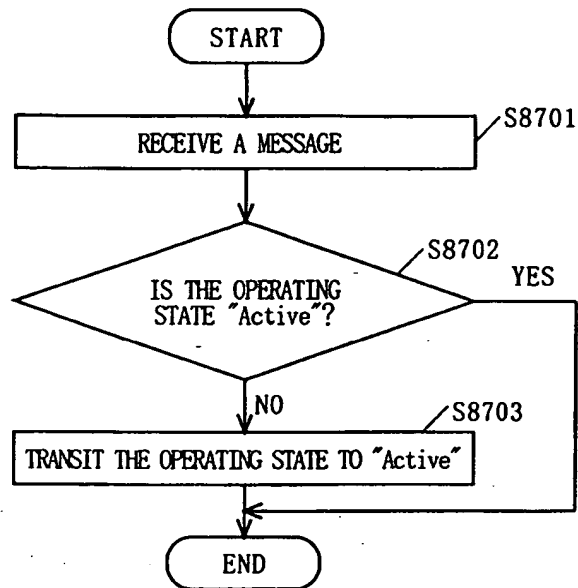 START
RECEIVE A MESSAGE
S8701
S8702
IS THE OPERATING
STATE "Active"?
YES
NO
S8703
TRANSIT THE OPERATING STATE TO "Active"
END